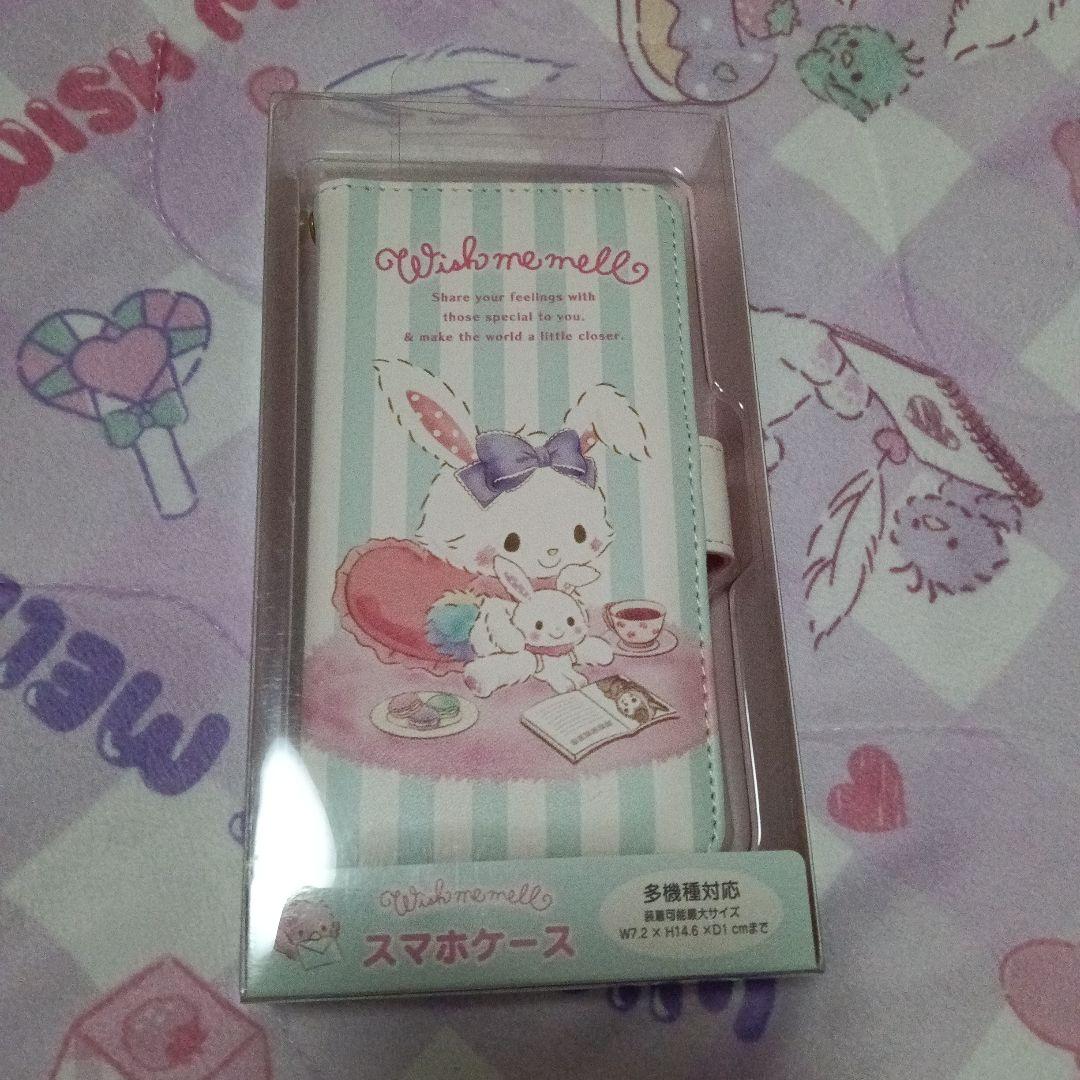 WISH M
Wish me mell
Share your feelings with
those special to you.
& make the world a little closer.
MEL
Wish me mell
スマホケース
多機種対応
装着可能最大サイズ
W7.2 × H14.6 ×D1 cmまで